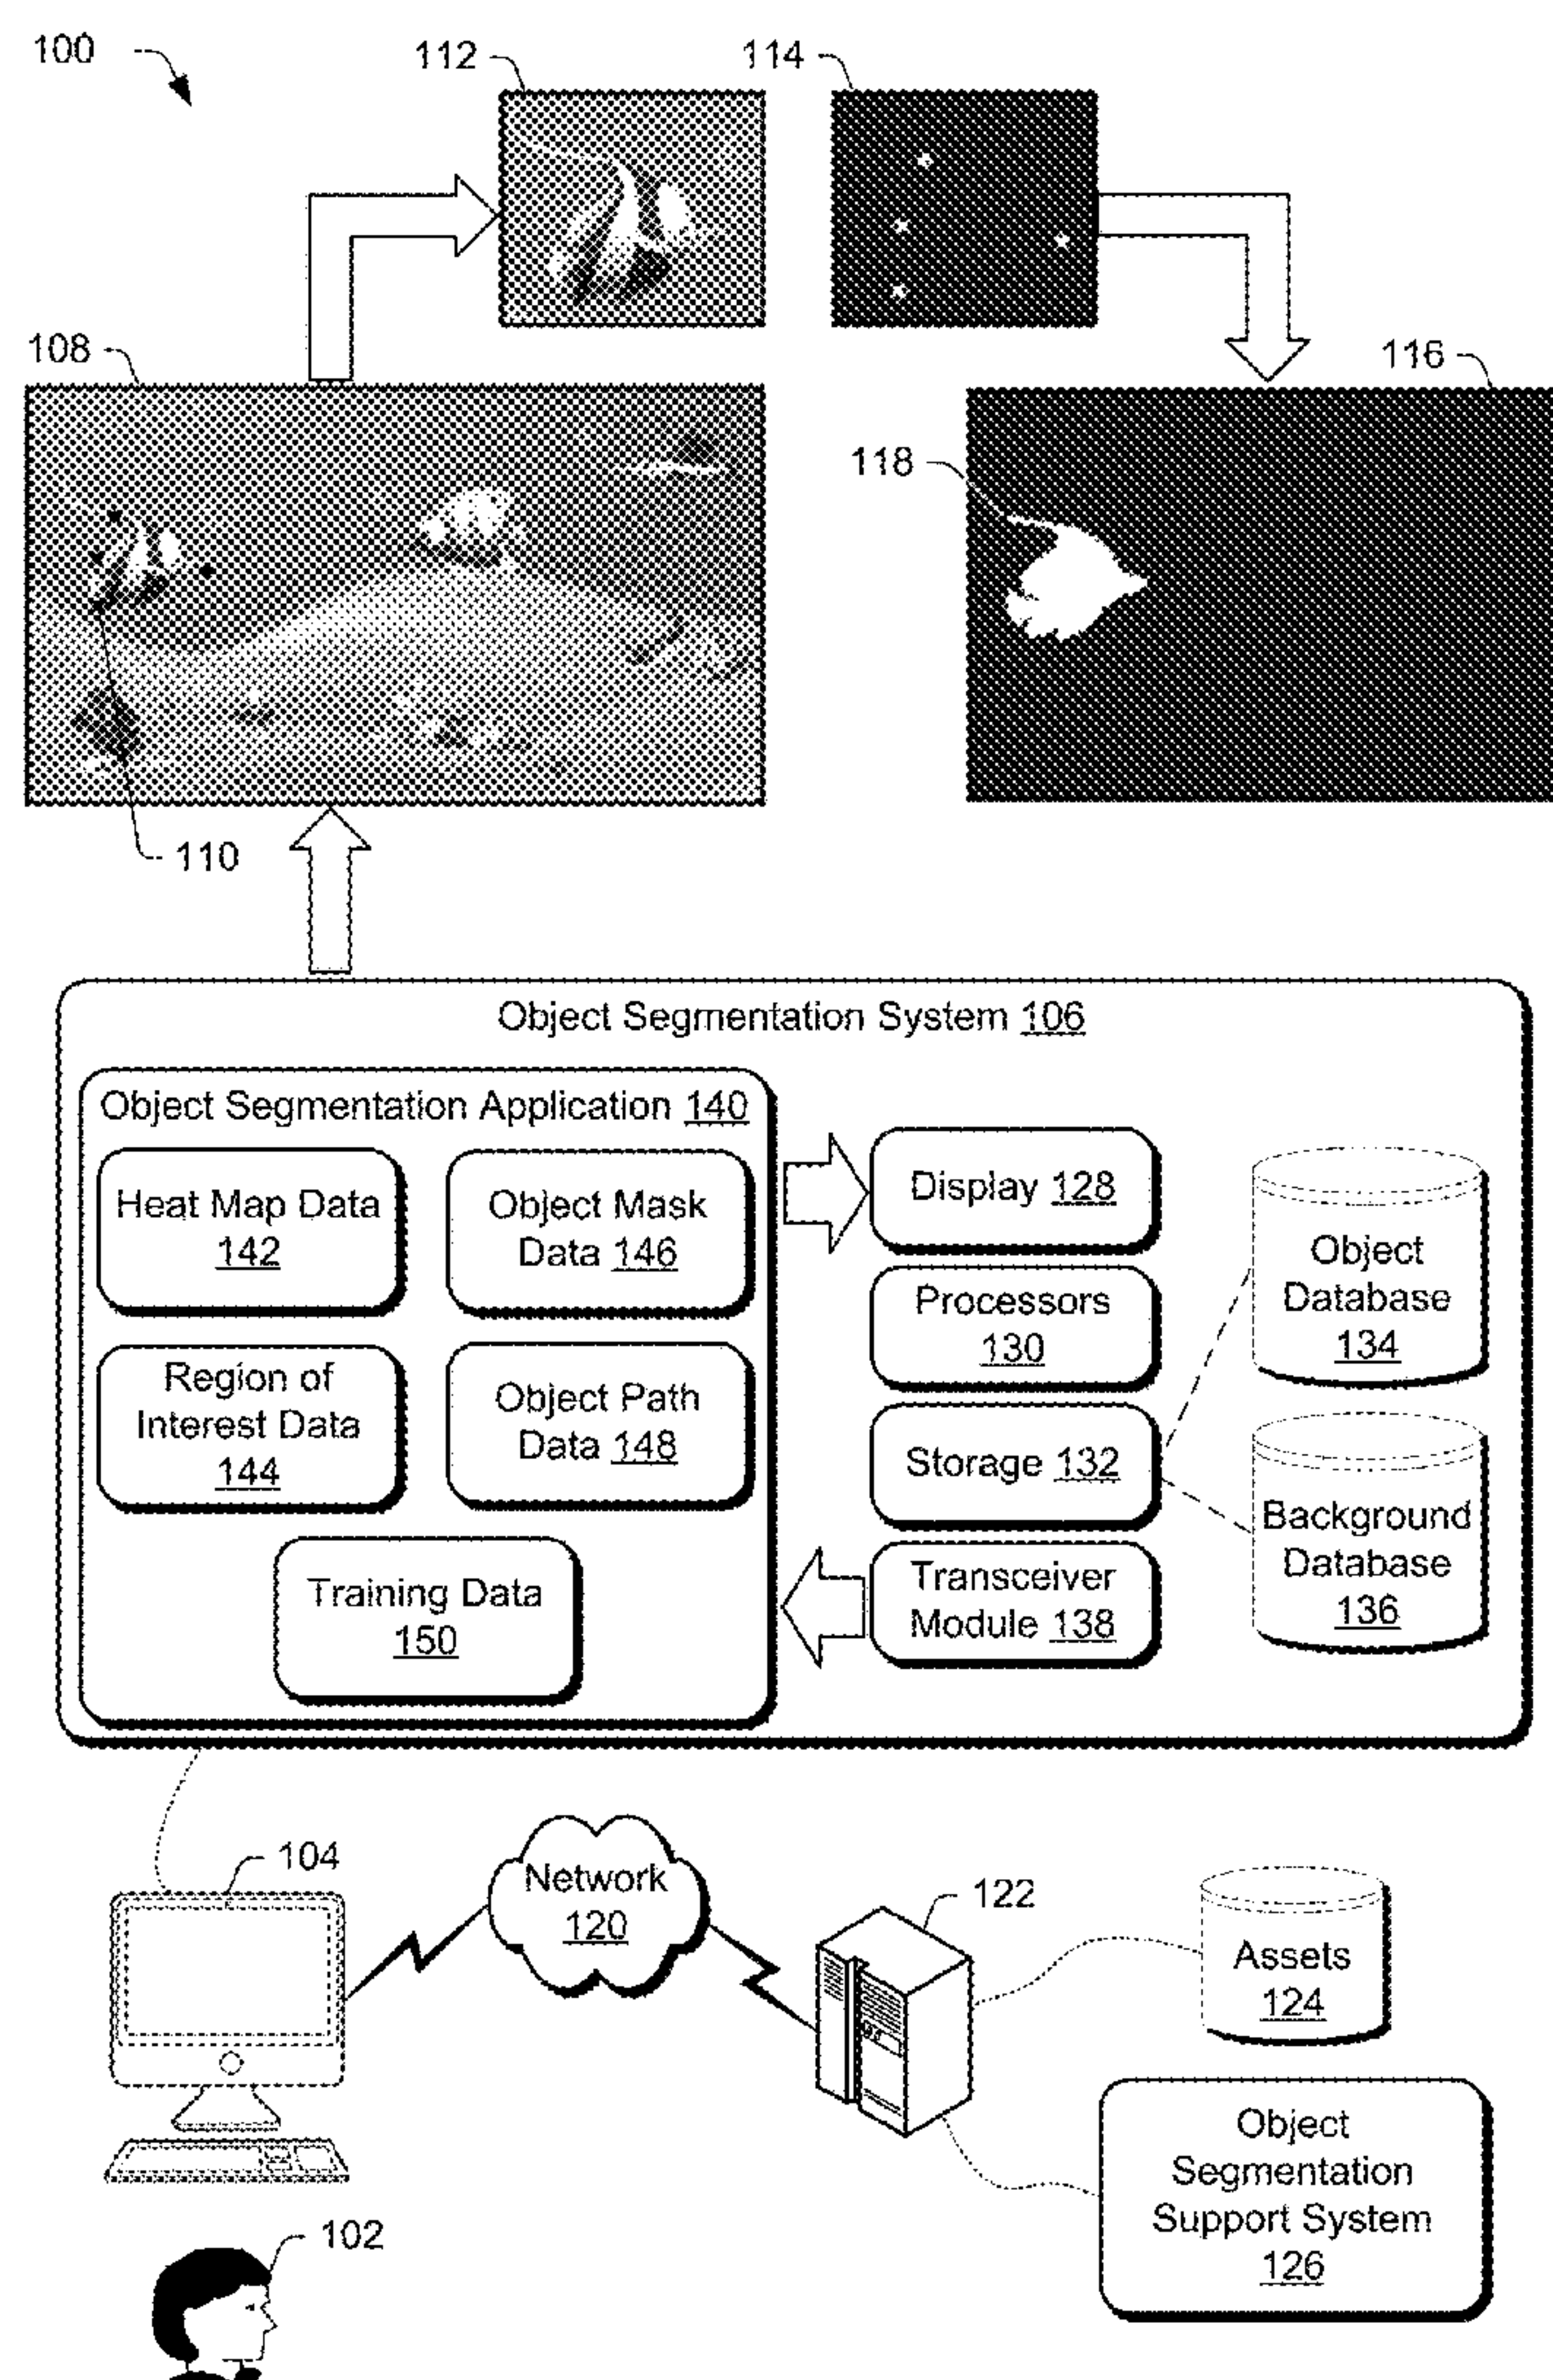 100
112
114
108
116
118
110
Object Segmentation System 106
Object Segmentation Application 140
Heat Map Data
142
Object Mask
Data 146
Region of
Interest Data
144
Object Path
Data 148
Training Data
150
Display 128
Processors
130
Storage 132
Transceiver
Module 138
Object
Database
134
Background
Database
136
104
Network
120
122
Assets
124
Object
Segmentation
Support System
126
102